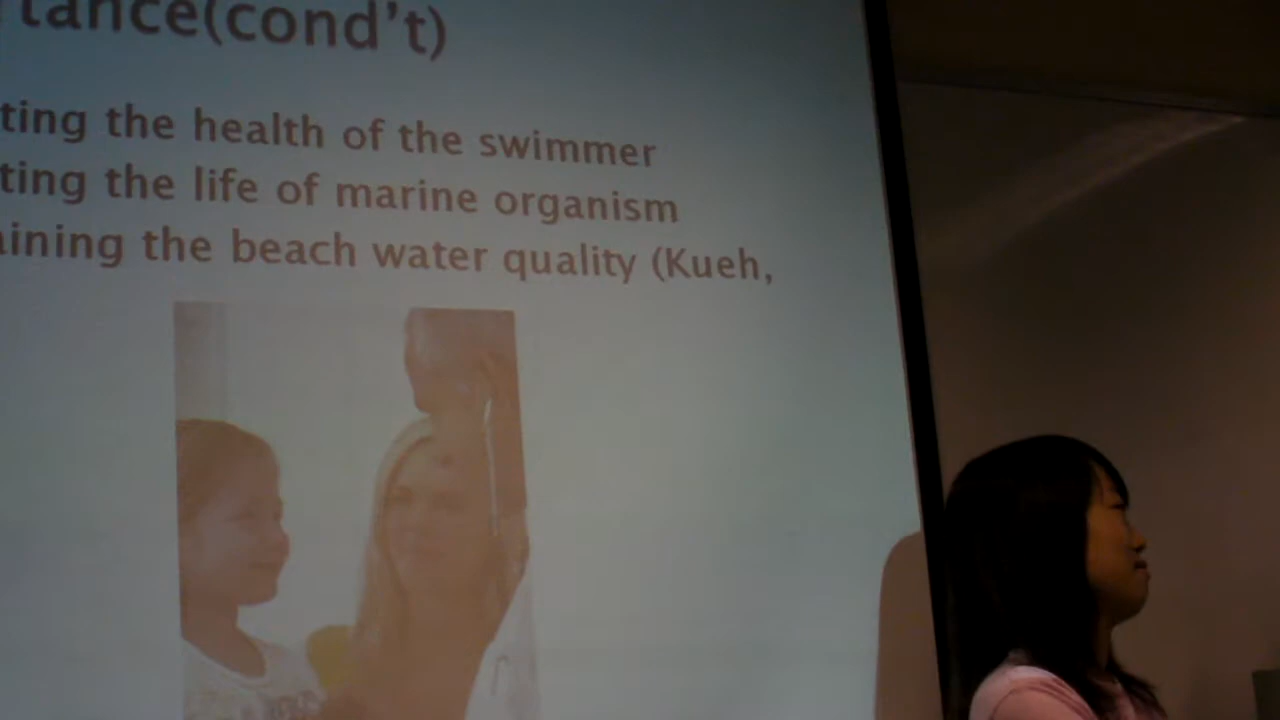 tance(cond't)
ting the health of the swimmer
ting the life of marine organism
ining the beach water quality (Kueh,